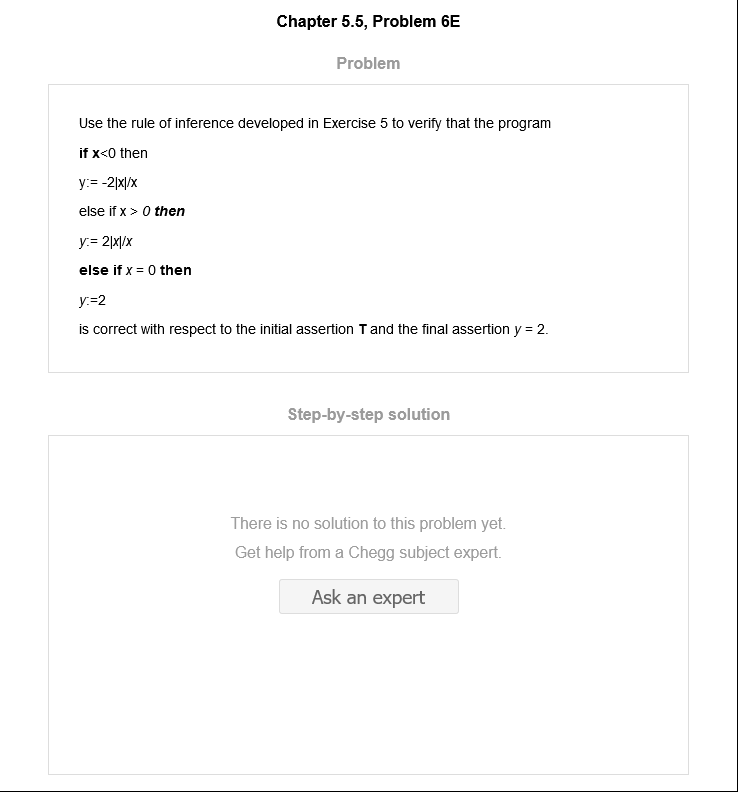 Chapter 5.5, Problem 6E
Problem
Use the rule of inference developed in Exercise 5 to verify that the program
if x<0 then
y:= -2|x|/x
else if x > 0 then
y:= 2|x|/x
else if x = 0 then
y:=2
is correct with respect to the initial assertion T and the final assertion y = 2.
Step-by-step solution
There is no solution to this problem yet.
Get help from a Chegg subject expert.
Ask an expert